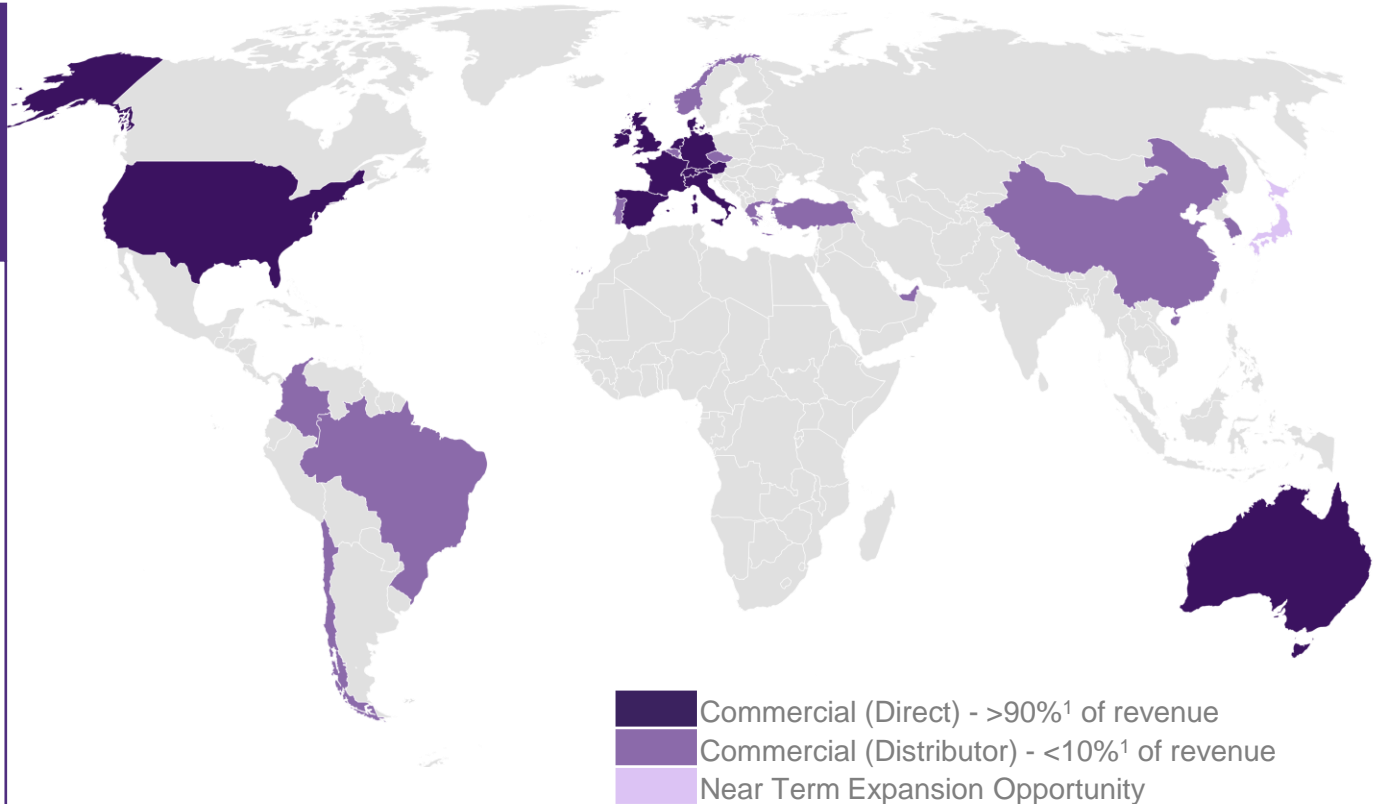 Commercial (Direct) - >90%¹ of revenue
Commercial (Distributor) - <10%¹ of revenue
Near Term Expansion Opportunity